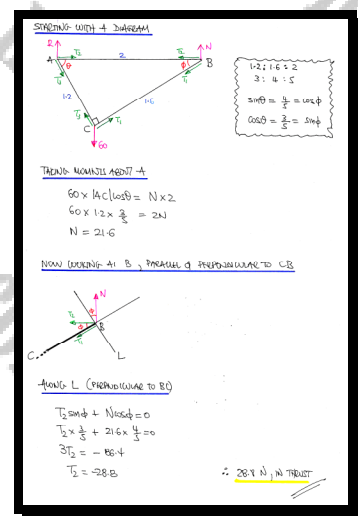 STARTING WITH A DIAGRAM
R T₂ 2 T₂ N
A θ φ B
T₃ T₁
1.2 1.6
T₃ T₁
C
60
1.2 : 1.6 : 2
3 : 4 : 5
sinθ = 4/5 = cosφ
cosθ = 3/5 = sinφ
TAKING MOMENTS ABOUT A
60 × |AC|cosθ = N × 2
60 × 1.2 × 3/5 = 2N
N = 21.6
NOW LOOKING AT B, PARALLEL & PERPENDICULAR TO CB
N
T₂ φ
φ B
T₁
C L
ALONG L (PERPENDICULAR TO BC)
T₂ sinφ + N cosφ = 0
T₂ × 3/5 + 21.6 × 4/5 = 0
3T₂ = -86.4
T₂ = -28.8
∴ 28.8 N, IN THRUST